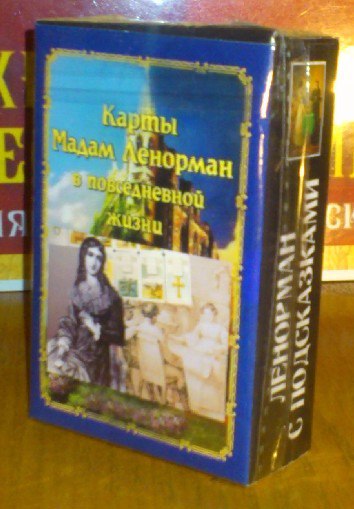 Карты
Мадам Ленорман
в повседневной
жизни
ЛЕНОРМАН
С ПОДСКАЗКАМИ